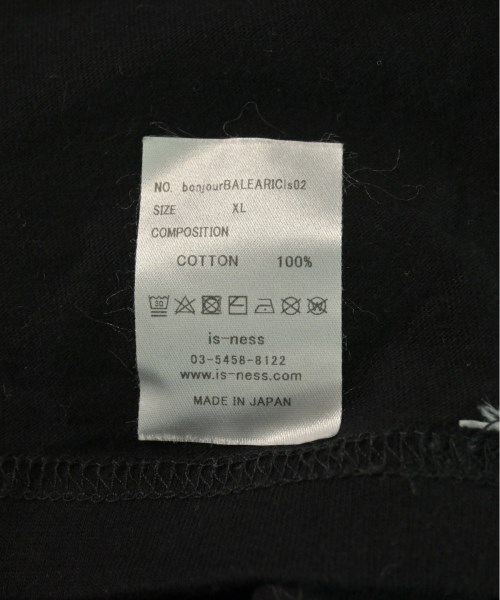 NO. bonjourBALEARICis02
SIZE XL
COMPOSITION
COTTON 100%
30
is-ness
03-5458-8122
www.is-ness.com
MADE IN JAPAN